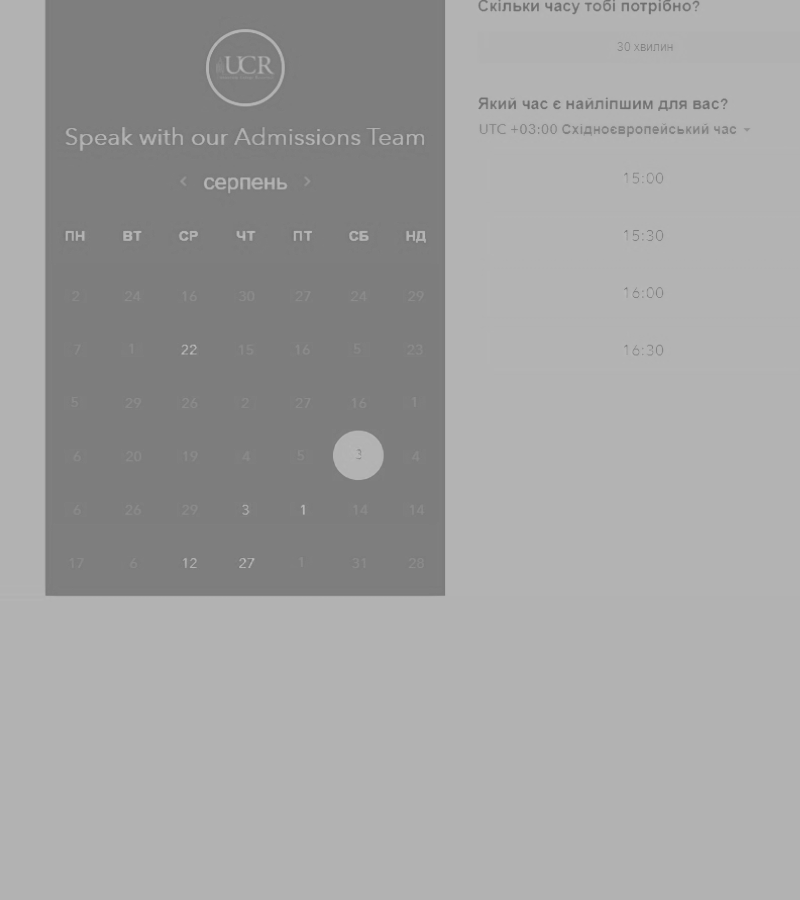 UCR
Speak with our Admissions Team
серпень
ПН ВТ СР ЧТ ПТ СБ НД
2 24 16 30 27 24 29
7 1 22 15 16 5 23
5 29 26 2 27 16 1
6 20 19 4 5 3 4
6 26 29 3 1 14 14
17 6 12 27 1 31 28
Скільки часу тобі потрібно?
30 хвилин
Який час є найліпшим для вас?
UTC +03:00 Східноєвропейський час
15:00
15:30
16:00
16:30